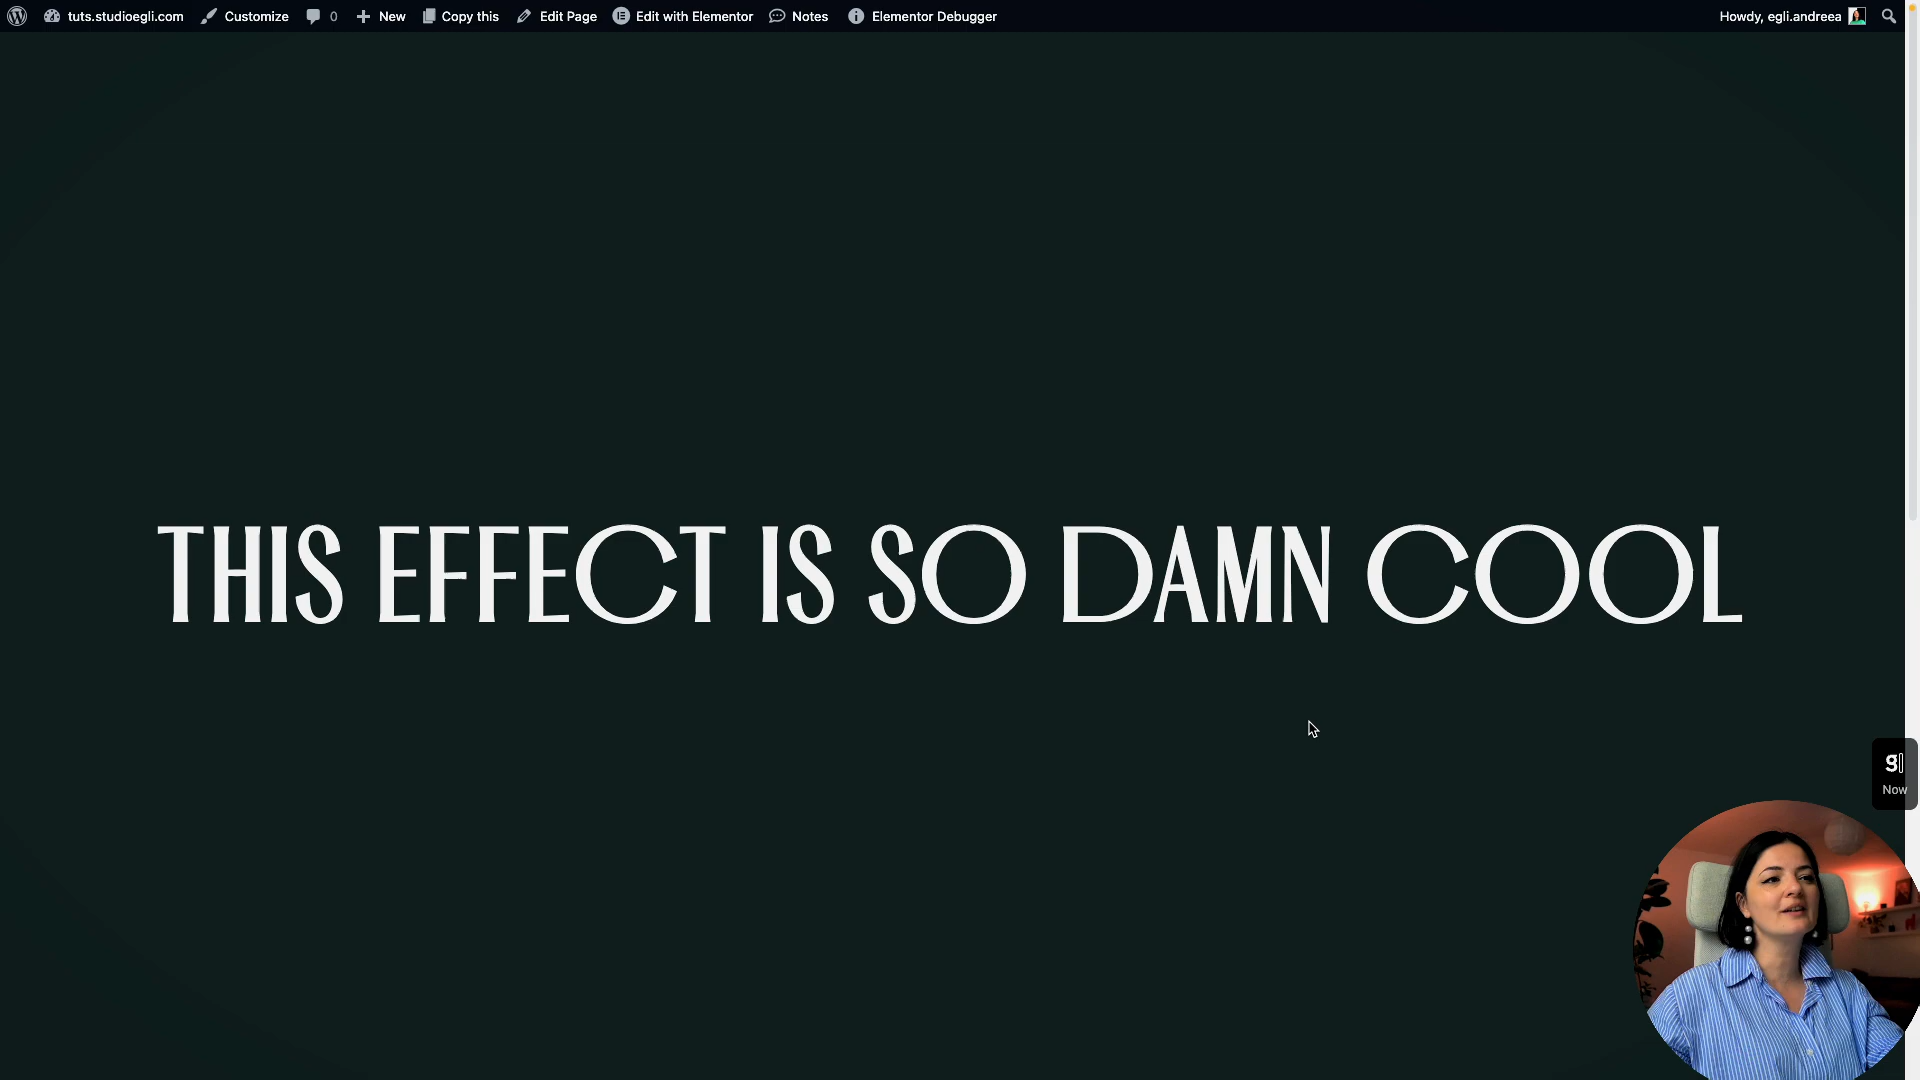 tuts.studioegli.com Customize 0 New Copy this Edit Page Edit with Elementor Notes Elementor Debugger Howdy, egli.andreea
THIS EFFECT IS SO DAMN COOL
Now